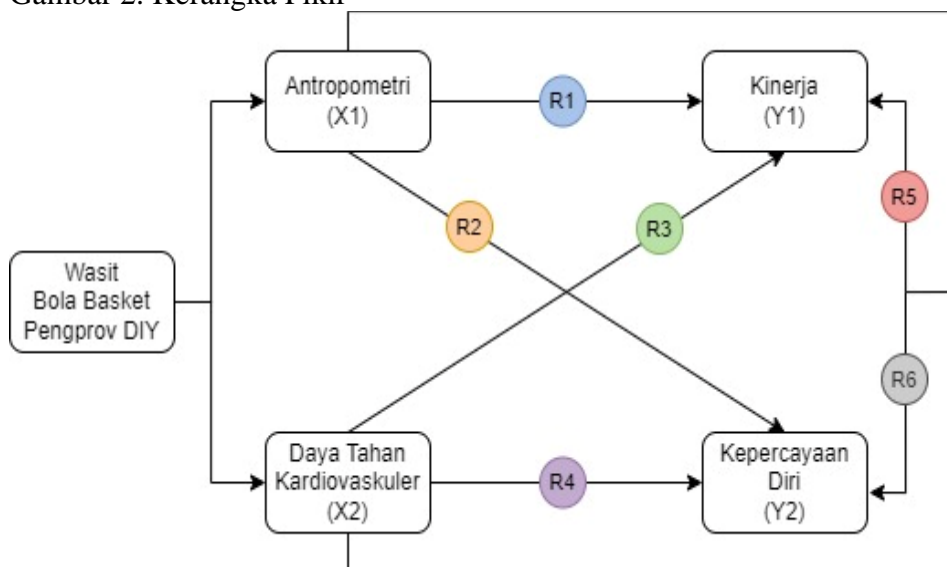 Gambar 2. Kerangka Pikir
Antropometri
(X1)
R1
Kinerja
(Y1)
R2
R3
R5
Wasit
Bola Basket
Pengprov DIY
R6
Daya Tahan
Kardiovaskuler
(X2)
R4
Kepercayaan
Diri
(Y2)